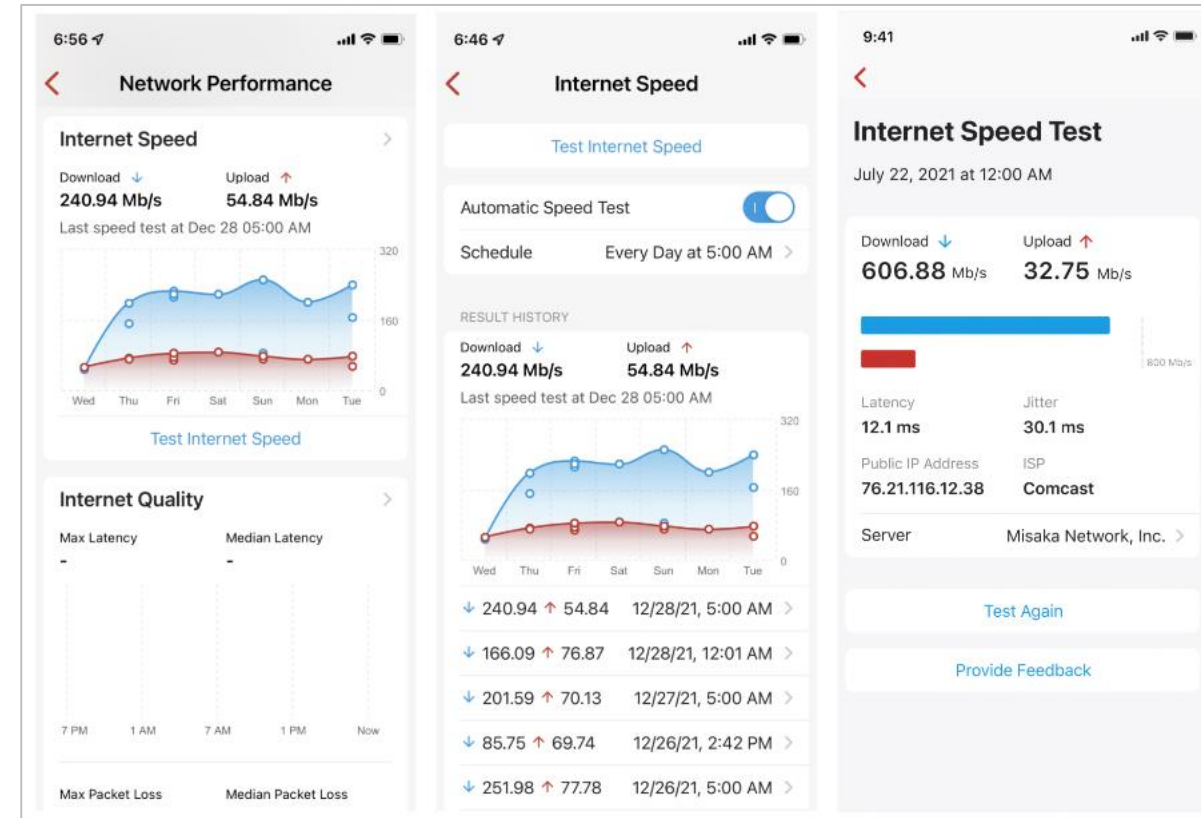 6:56
Network Performance
Internet Speed
Download ↓ Upload ↑
240.94 Mb/s 54.84 Mb/s
Last speed test at Dec 28 05:00 AM
320
160
0
Wed Thu Fri Sat Sun Mon Tue
Test Internet Speed
Internet Quality
Max Latency Median Latency
- -
7 PM 1 AM 7 AM 1 PM Now
Max Packet Loss Median Packet Loss
6:46
Internet Speed
Test Internet Speed
Automatic Speed Test
Schedule Every Day at 5:00 AM
RESULT HISTORY
Download ↓ Upload ↑
240.94 Mb/s 54.84 Mb/s
Last speed test at Dec 28 05:00 AM
320
160
0
Wed Thu Fri Sat Sun Mon Tue
↓ 240.94 ↑ 54.84 12/28/21, 5:00 AM
↓ 166.09 ↑ 76.87 12/28/21, 12:01 AM
↓ 201.59 ↑ 70.13 12/27/21, 5:00 AM
↓ 85.75 ↑ 69.74 12/26/21, 2:42 PM
↓ 251.98 ↑ 77.78 12/26/21, 5:00 AM
9:41
Internet Speed Test
July 22, 2021 at 12:00 AM
Download ↓ Upload ↑
606.88 Mb/s 32.75 Mb/s
800 Mb/s
Latency Jitter
12.1 ms 30.1 ms
Public IP Address ISP
76.21.116.12.38 Comcast
Server Misaka Network, Inc.
Test Again
Provide Feedback